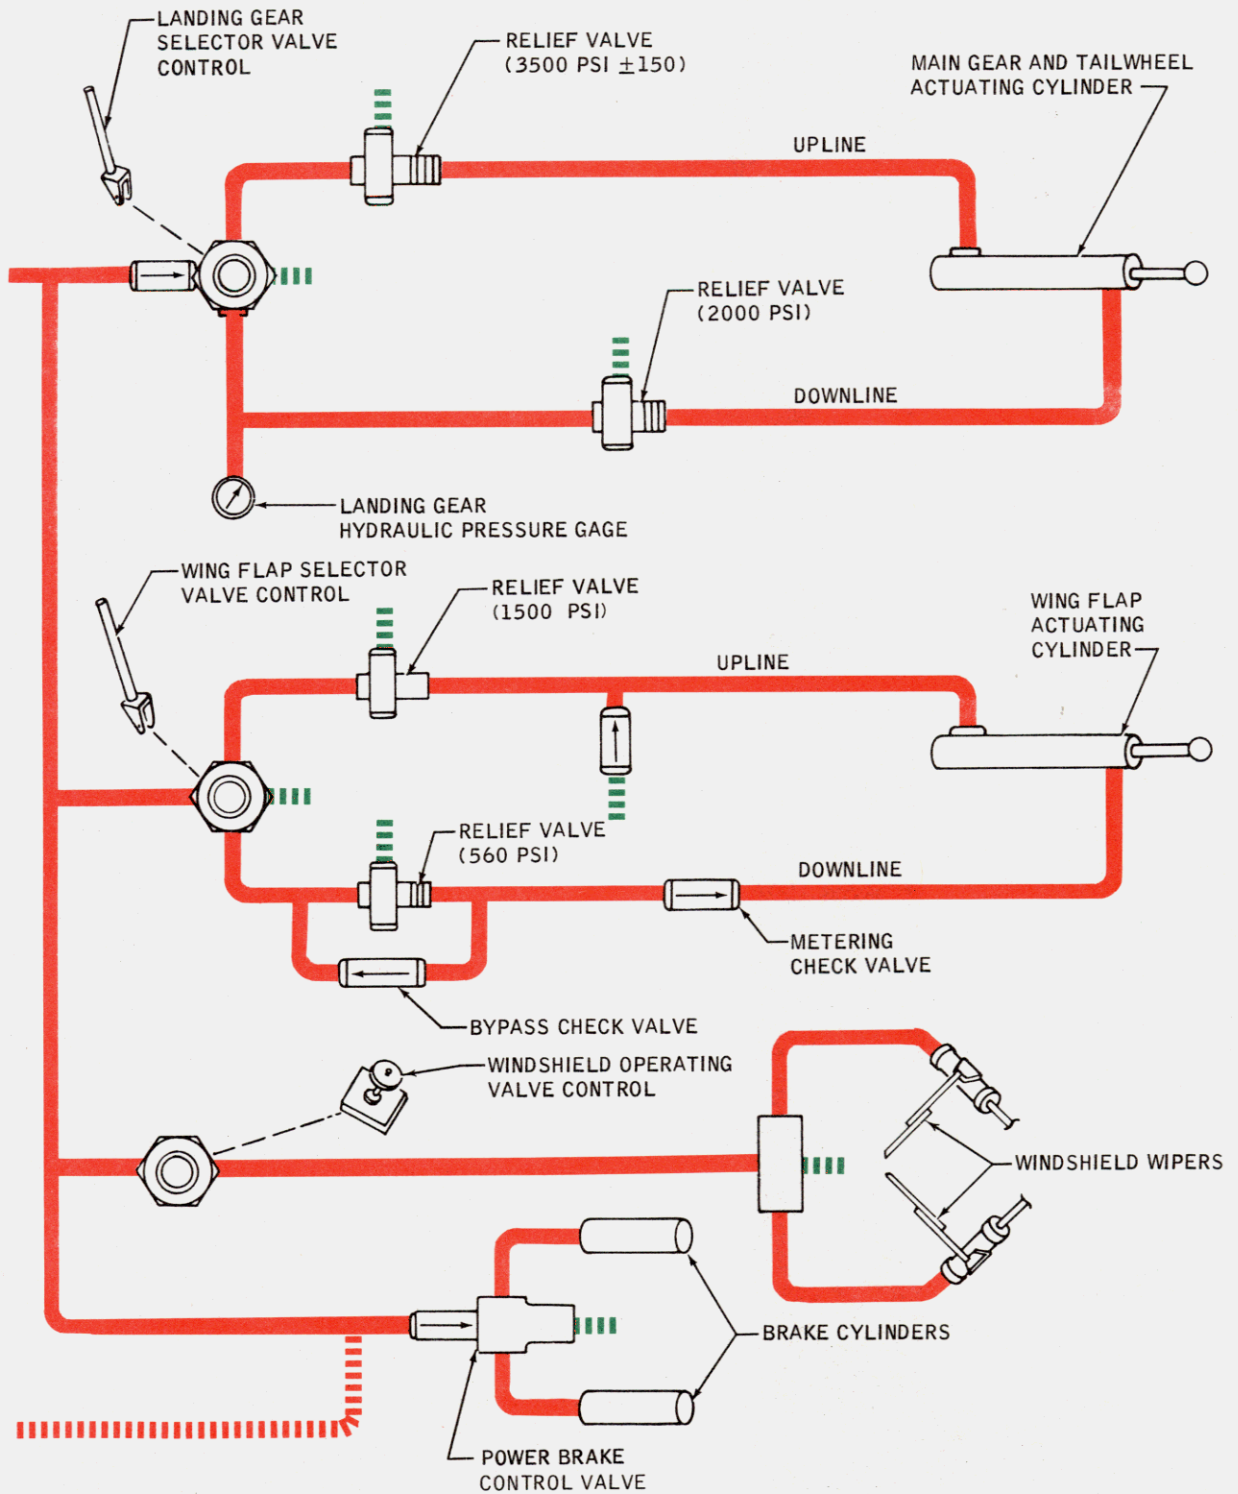 LANDING GEAR
SELECTOR VALVE
CONTROL
RELIEF VALVE
(3500 PSI ±150)
MAIN GEAR AND TAILWHEEL
ACTUATING CYLINDER
UPLINE
RELIEF VALVE
(2000 PSI)
DOWNLINE
LANDING GEAR
HYDRAULIC PRESSURE GAGE
WING FLAP SELECTOR
VALVE CONTROL
RELIEF VALVE
(1500 PSI)
WING FLAP
ACTUATING
CYLINDER
UPLINE
RELIEF VALVE
(560 PSI)
DOWNLINE
METERING
CHECK VALVE
BYPASS CHECK VALVE
WINDSHIELD OPERATING
VALVE CONTROL
WINDSHIELD WIPERS
BRAKE CYLINDERS
POWER BRAKE
CONTROL VALVE